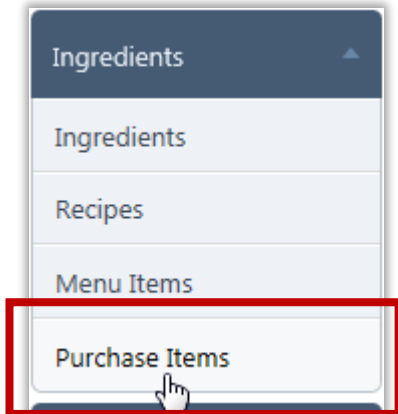 Ingredients
Ingredients
Recipes
Menu Items
Purchase Items